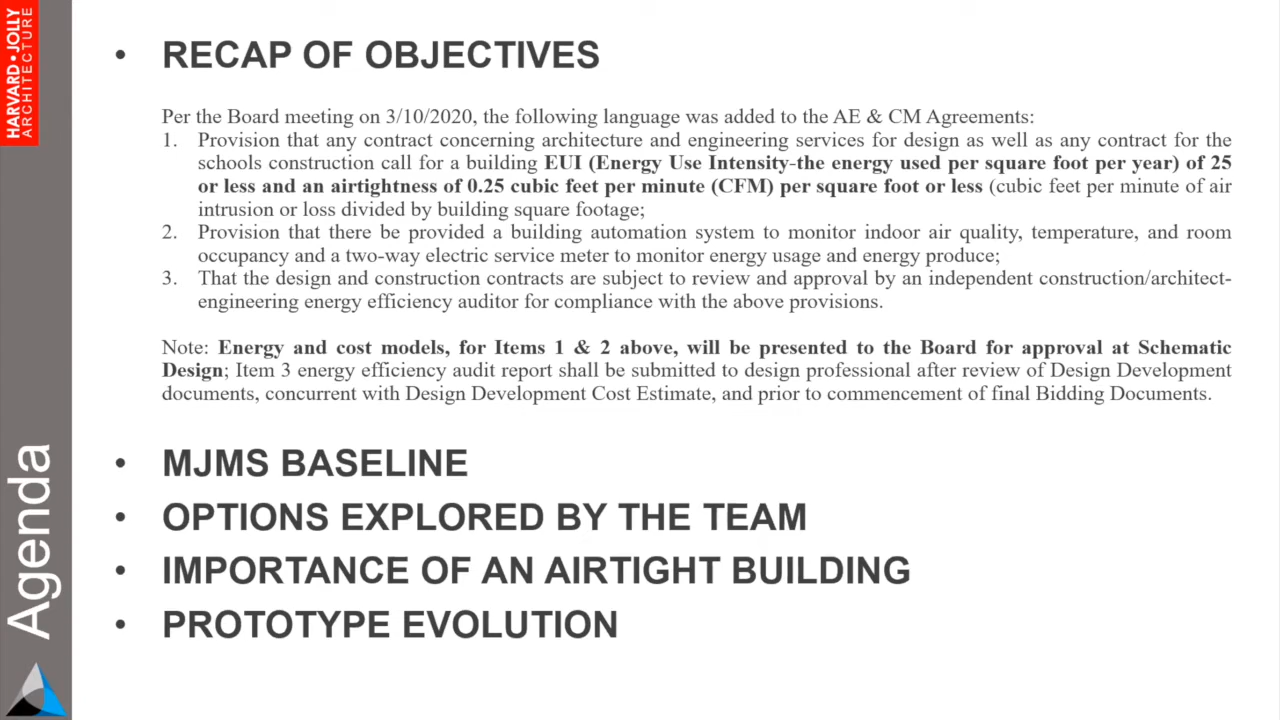 HARVARD•JOLLY
ARCHITECTURE
Agenda
• RECAP OF OBJECTIVES
Per the Board meeting on 3/10/2020, the following language was added to the AE & CM Agreements:
1. Provision that any contract concerning architecture and engineering services for design as well as any contract for the
schools construction call for a building EUI (Energy Use Intensity-the energy used per square foot per year) of 25
or less and an airtightness of 0.25 cubic feet per minute (CFM) per square foot or less (cubic feet per minute of air
intrusion or loss divided by building square footage;
2. Provision that there be provided a building automation system to monitor indoor air quality, temperature, and room
occupancy and a two-way electric service meter to monitor energy usage and energy produce;
3. That the design and construction contracts are subject to review and approval by an independent construction/architect-
engineering energy efficiency auditor for compliance with the above provisions.
Note: Energy and cost models, for Items 1 & 2 above, will be presented to the Board for approval at Schematic
Design; Item 3 energy efficiency audit report shall be submitted to design professional after review of Design Development
documents, concurrent with Design Development Cost Estimate, and prior to commencement of final Bidding Documents.
• MJMS BASELINE
• OPTIONS EXPLORED BY THE TEAM
• IMPORTANCE OF AN AIRTIGHT BUILDING
• PROTOTYPE EVOLUTION